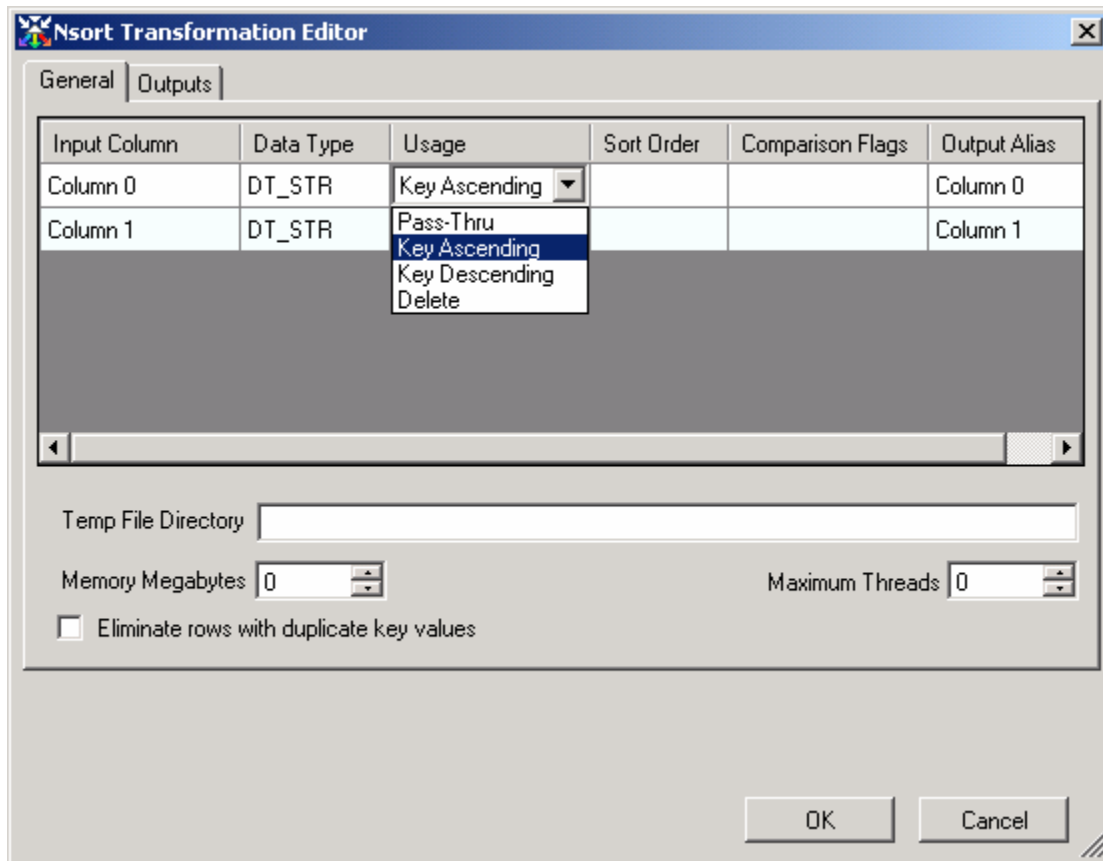 Nsort Transformation Editor
General Outputs
Input Column Data Type Usage Sort Order Comparison Flags Output Alias
Column 0 DT_STR Key Ascending Column 0
Column 1 DT_STR Column 1
Pass-Thru
Key Ascending
Key Descending
Delete
Temp File Directory
Memory Megabytes 0 Maximum Threads 0
Eliminate rows with duplicate key values
OK Cancel